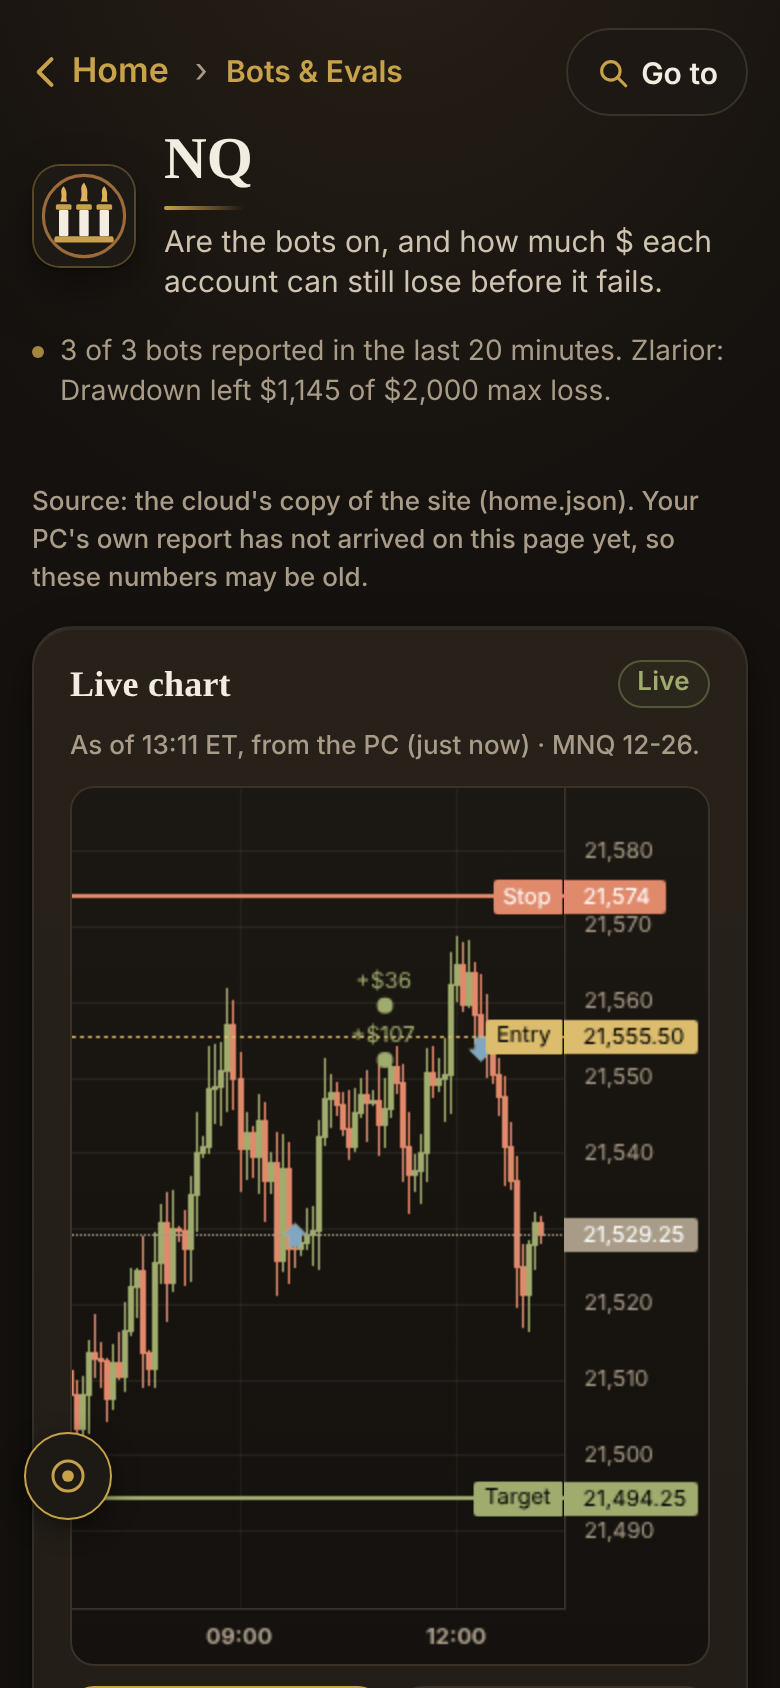 Home › Bots & Evals
Go to
NQ
Are the bots on, and how much $ each
account can still lose before it fails.
3 of 3 bots reported in the last 20 minutes. Zlarior:
Drawdown left $1,145 of $2,000 max loss.
Source: the cloud's copy of the site (home.json). Your
PC's own report has not arrived on this page yet, so
these numbers may be old.
Live chart
Live
As of 13:11 ET, from the PC (just now) · MNQ 12-26.
21,580
Stop 21,574
21,570
+$36
21,560
+$107
Entry 21,555.50
21,550
21,540
21,529.25
21,520
21,510
21,500
Target 21,494.25
21,490
09:00 12:00